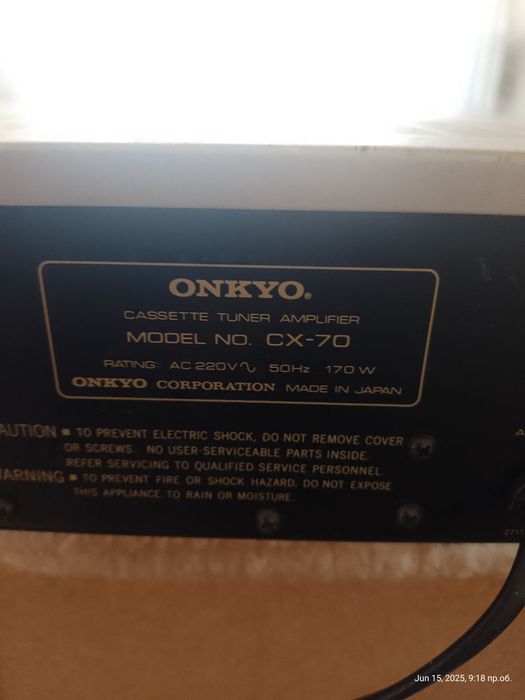 ONKYO®
CASSETTE TUNER AMPLIFIER
MODEL NO. CX-70
RATING: AC 220V∿ 50Hz 170 W
ONKYO CORPORATION MADE IN JAPAN
AUTION ■ TO PREVENT ELECTRIC SHOCK, DO NOT REMOVE COVER
OR SCREWS. NO USER-SERVICEABLE PARTS INSIDE.
REFER SERVICING TO QUALIFIED SERVICE PERSONNEL.
WARNING ■ TO PREVENT FIRE OR SHOCK HAZARD, DO NOT EXPOSE
THIS APPLIANCE TO RAIN OR MOISTURE.
Jun 15, 2025, 9:18 пр.об.